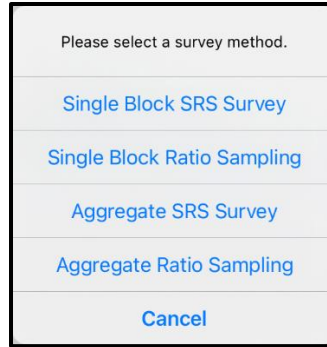 Please select a survey method.
Single Block SRS Survey
Single Block Ratio Sampling
Aggregate SRS Survey
Aggregate Ratio Sampling
Cancel